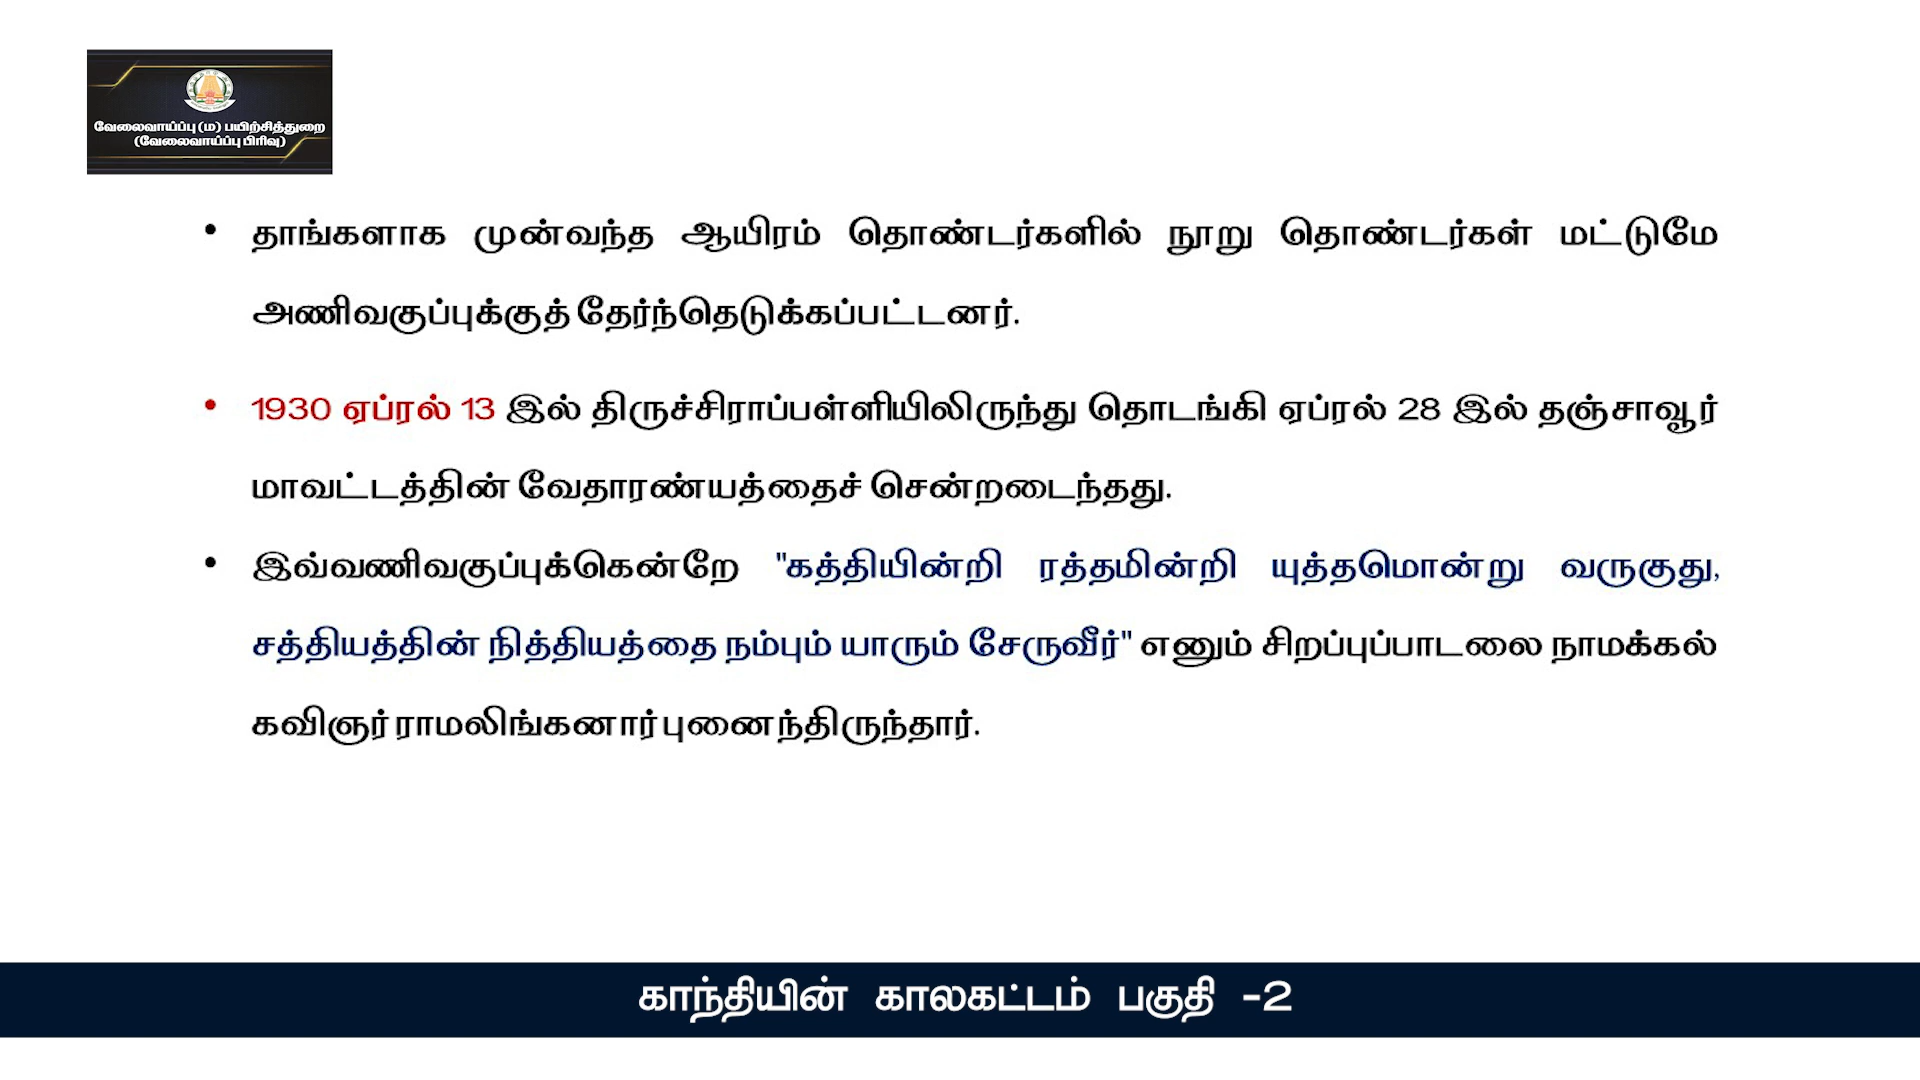 வேலைவாய்ப்பு (ம) பயிற்சித்துறை
(வேலைவாய்ப்பு பிரிவு)
• தாங்களாக முன்வந்த ஆயிரம் தொண்டர்களில் நூறு தொண்டர்கள் மட்டுமே
அணிவகுப்புக்குத் தேர்ந்தெடுக்கப்பட்டனர்.
• 1930 ஏப்ரல் 13 இல் திருச்சிராப்பள்ளியிலிருந்து தொடங்கி ஏப்ரல் 28 இல் தஞ்சாவூர்
மாவட்டத்தின் வேதாரண்யத்தைச் சென்றடைந்தது.
• இவ்வணிவகுப்புக்கென்றே "கத்தியின்றி ரத்தமின்றி யுத்தமொன்று வருகுது,
சத்தியத்தின் நித்தியத்தை நம்பும் யாரும் சேருவீர்" எனும் சிறப்புப்பாடலை நாமக்கல்
கவிஞர் ராமலிங்கனார் புனைந்திருந்தார்.
காந்தியின் காலகட்டம் பகுதி -2